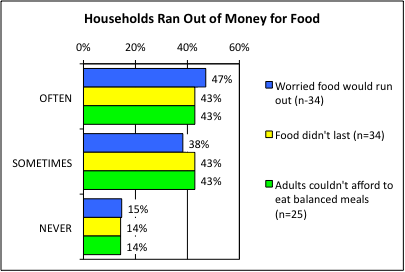 Households Ran Out of Money for Food
0% 20% 40% 60%
OFTEN
47%
43%
43%
SOMETIMES
38%
43%
43%
NEVER
15%
14%
14%
Worried food would run
out (n-34)
Food didn't last (n=34)
Adults couldn't afford to
eat balanced meals
(n=25)